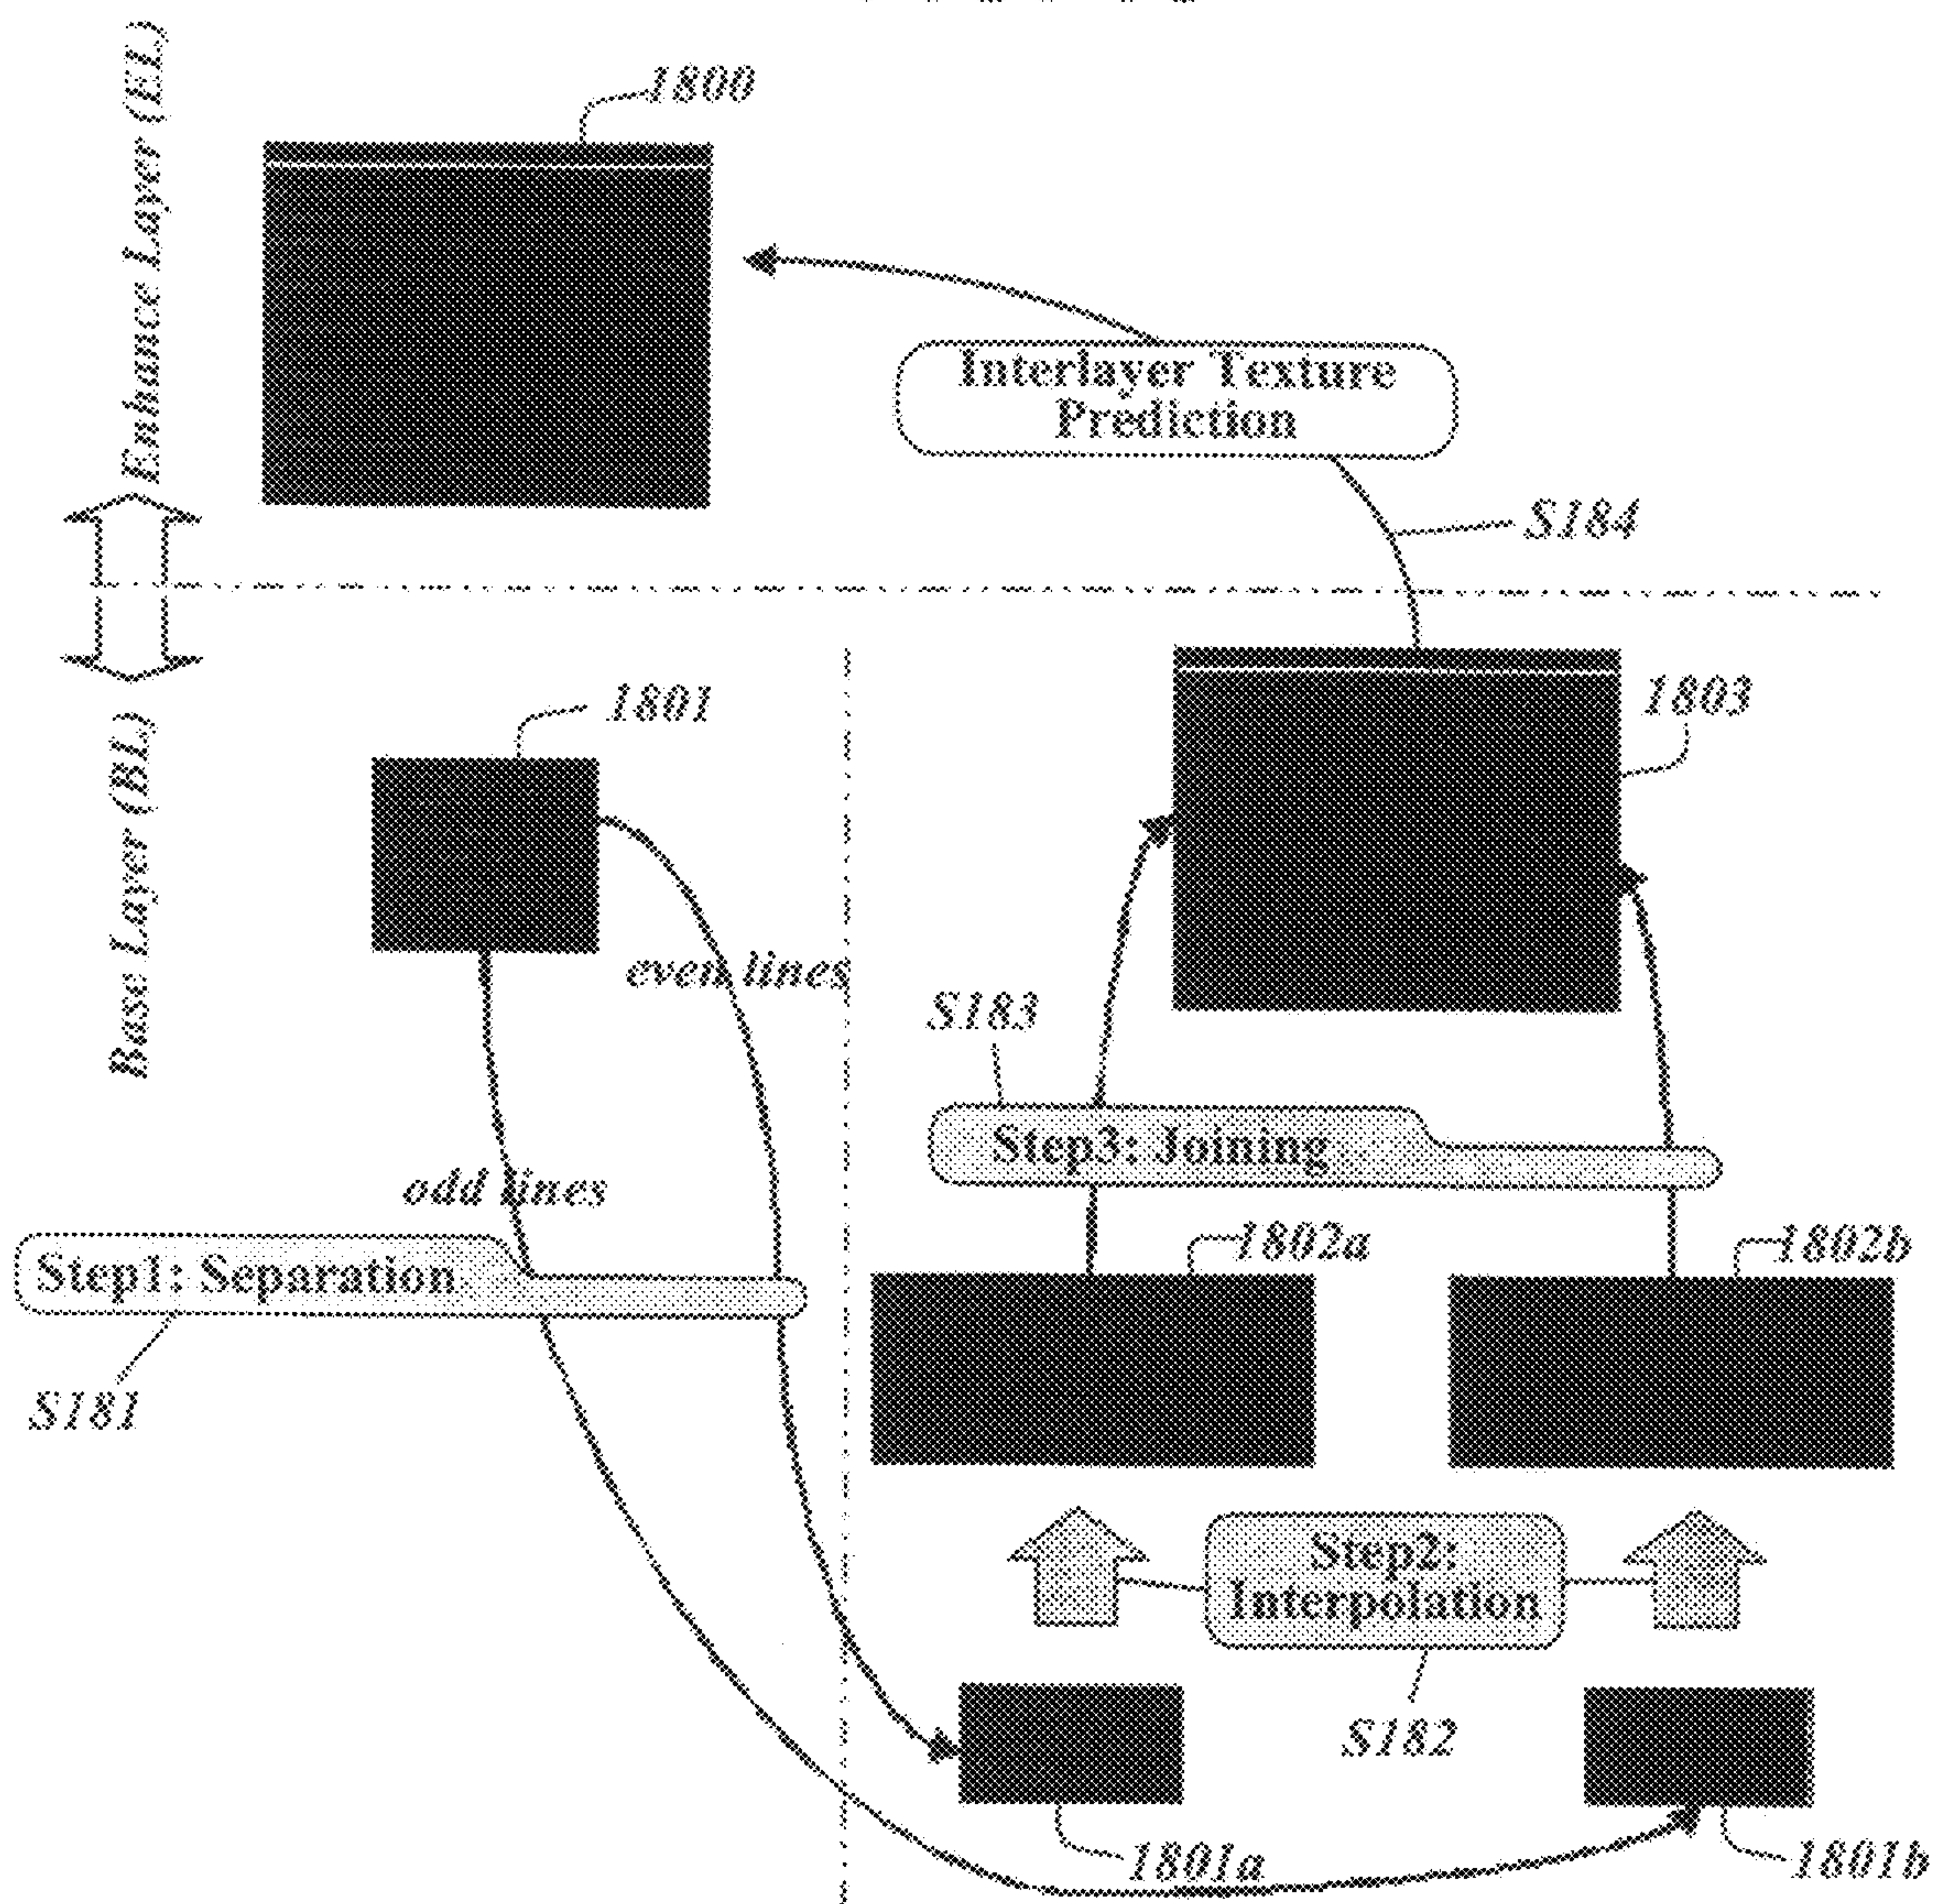 1800
Enhance Layer (EL)
Interlayer Texture
Prediction
S184
1801
1803
Base Layer (BL)
even lines
S183
Step3: Joining
odd lines
1802a
1802b
Step1: Separation
S181
Step2:
Interpolation
S182
1801a
1801b